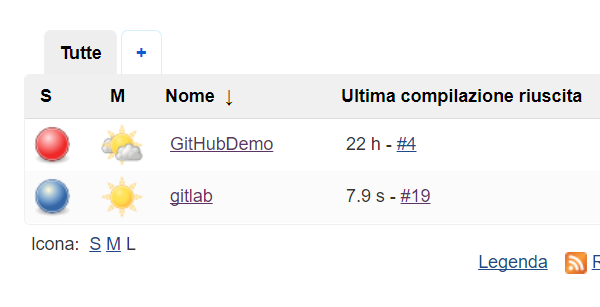 Tutte +
S M Nome ↓ Ultima compilazione riuscita
GitHubDemo 22 h - #4
gitlab 7.9 s - #19
Icona: S M L
Legenda